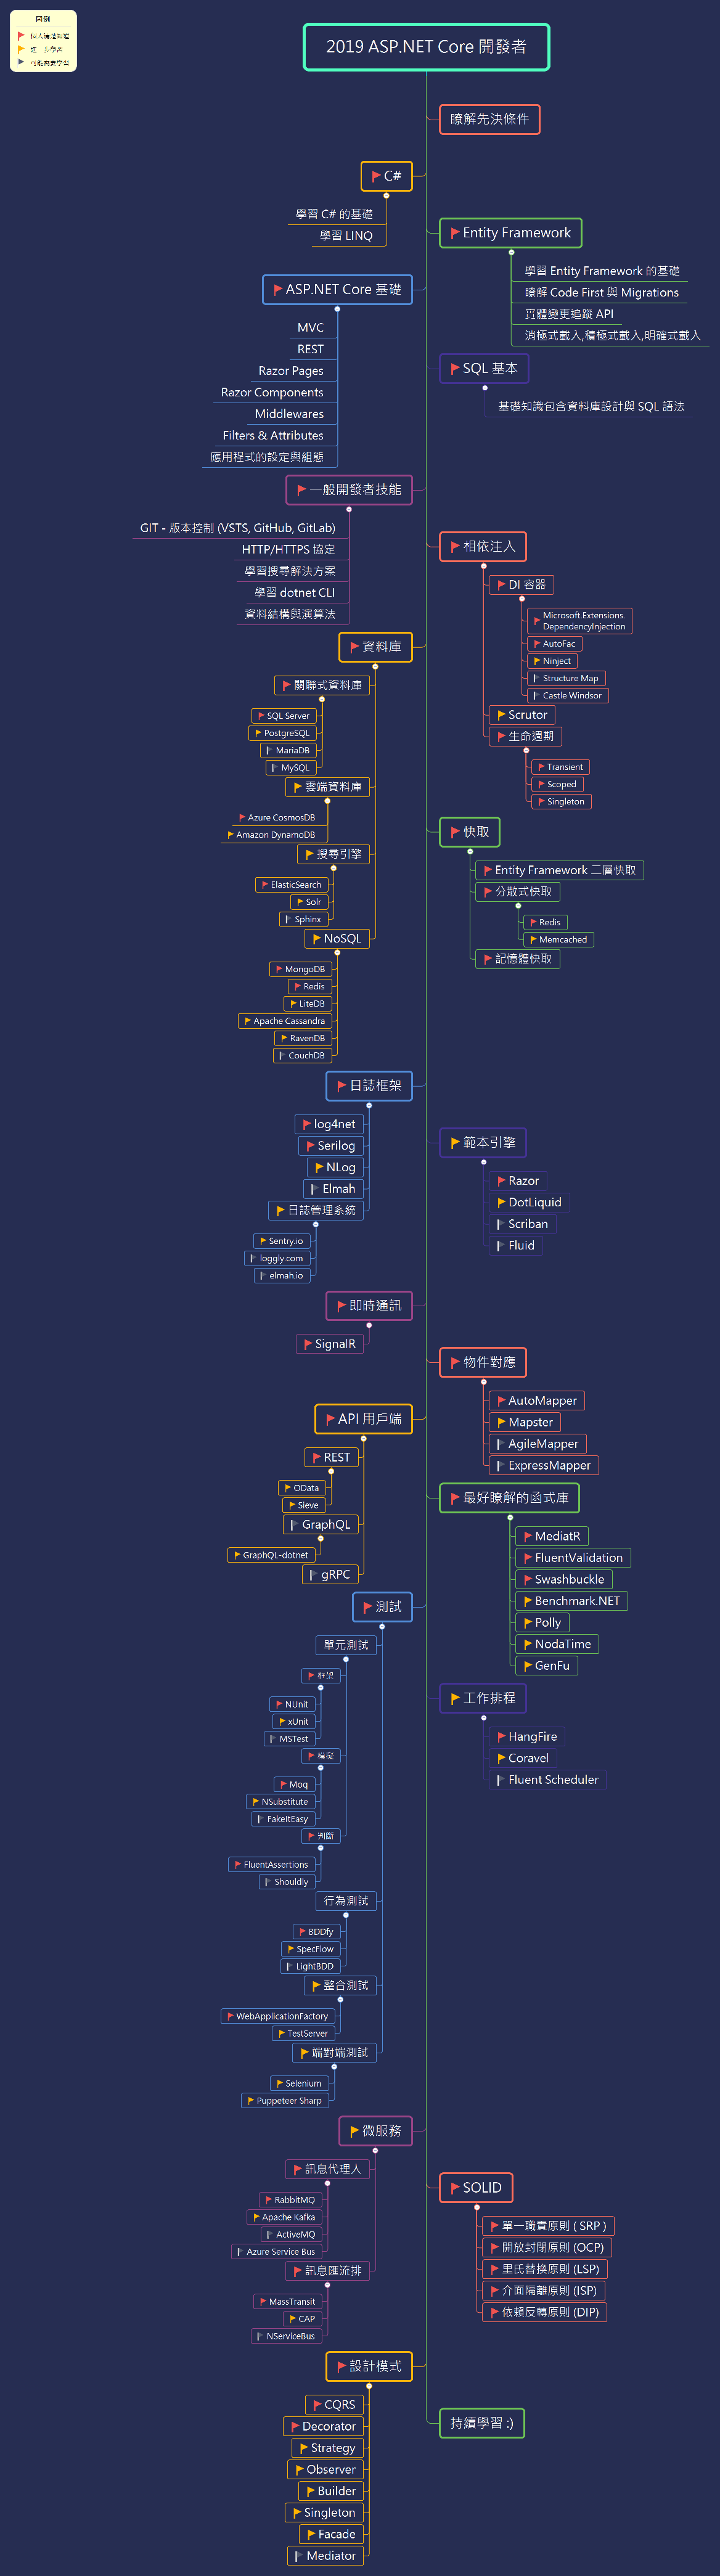 圖例
個人清楚知道
進一步學習
可能需要學習
2019 ASP.NET Core 開發者
瞭解先決條件
C#
學習 C# 的基礎
學習 LINQ
Entity Framework
學習 Entity Framework 的基礎
瞭解 Code First 與 Migrations
實體變更追蹤 API
消極式載入,積極式載入,明確式載入
ASP.NET Core 基礎
MVC
REST
Razor Pages
Razor Components
Middlewares
Filters & Attributes
應用程式的設定與組態
SQL 基本
基礎知識包含資料庫設計與 SQL 語法
一般開發者技能
GIT - 版本控制 (VSTS, GitHub, GitLab)
HTTP/HTTPS 協定
學習搜尋解決方案
學習 dotnet CLI
資料結構與演算法
相依注入
DI 容器
Microsoft.Extensions.
DependencyInjection
AutoFac
Ninject
Structure Map
Castle Windsor
Scrutor
生命週期
Transient
Scoped
Singleton
資料庫
關聯式資料庫
SQL Server
PostgreSQL
MariaDB
MySQL
雲端資料庫
Azure CosmosDB
Amazon DynamoDB
搜尋引擎
ElasticSearch
Solr
Sphinx
NoSQL
MongoDB
Redis
LiteDB
Apache Cassandra
RavenDB
CouchDB
快取
Entity Framework 二層快取
分散式快取
Redis
Memcached
記憶體快取
日誌框架
log4net
Serilog
NLog
Elmah
日誌管理系統
Sentry.io
loggly.com
elmah.io
範本引擎
Razor
DotLiquid
Scriban
Fluid
即時通訊
SignalR
物件對應
AutoMapper
Mapster
AgileMapper
ExpressMapper
API 用戶端
REST
OData
Sieve
GraphQL
GraphQL-dotnet
gRPC
最好瞭解的函式庫
MediatR
FluentValidation
Swashbuckle
Benchmark.NET
Polly
NodaTime
GenFu
測試
單元測試
框架
NUnit
xUnit
MSTest
模擬
Moq
NSubstitute
FakeItEasy
判斷
FluentAssertions
Shouldly
行為測試
BDDfy
SpecFlow
LightBDD
整合測試
WebApplicationFactory
TestServer
端對端測試
Selenium
Puppeteer Sharp
工作排程
HangFire
Coravel
Fluent Scheduler
微服務
訊息代理人
RabbitMQ
Apache Kafka
ActiveMQ
Azure Service Bus
訊息匯流排
MassTransit
CAP
NServiceBus
SOLID
單一職責原則 ( SRP )
開放封閉原則 (OCP)
里氏替換原則 (LSP)
介面隔離原則 (ISP)
依賴反轉原則 (DIP)
設計模式
CQRS
Decorator
Strategy
Observer
Builder
Singleton
Facade
Mediator
持續學習 :)